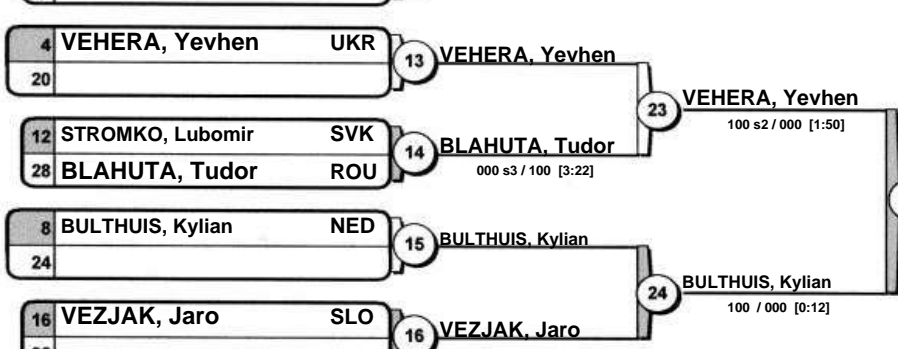 4 VEHERA, Yevhen UKR
20
13 VEHERA, Yevhen
23 VEHERA, Yevhen
100 s2 / 000 [1:50]
12 STROMKO, Lubomir SVK
28 BLAHUTA, Tudor ROU
14 BLAHUTA, Tudor
000 s3 / 100 [3:22]
8 BULTHUIS, Kylian NED
24
15 BULTHUIS, Kylian
24 BULTHUIS, Kylian
100 / 000 [0:12]
16 VEZJAK, Jaro SLO
16 VEZJAK, Jaro